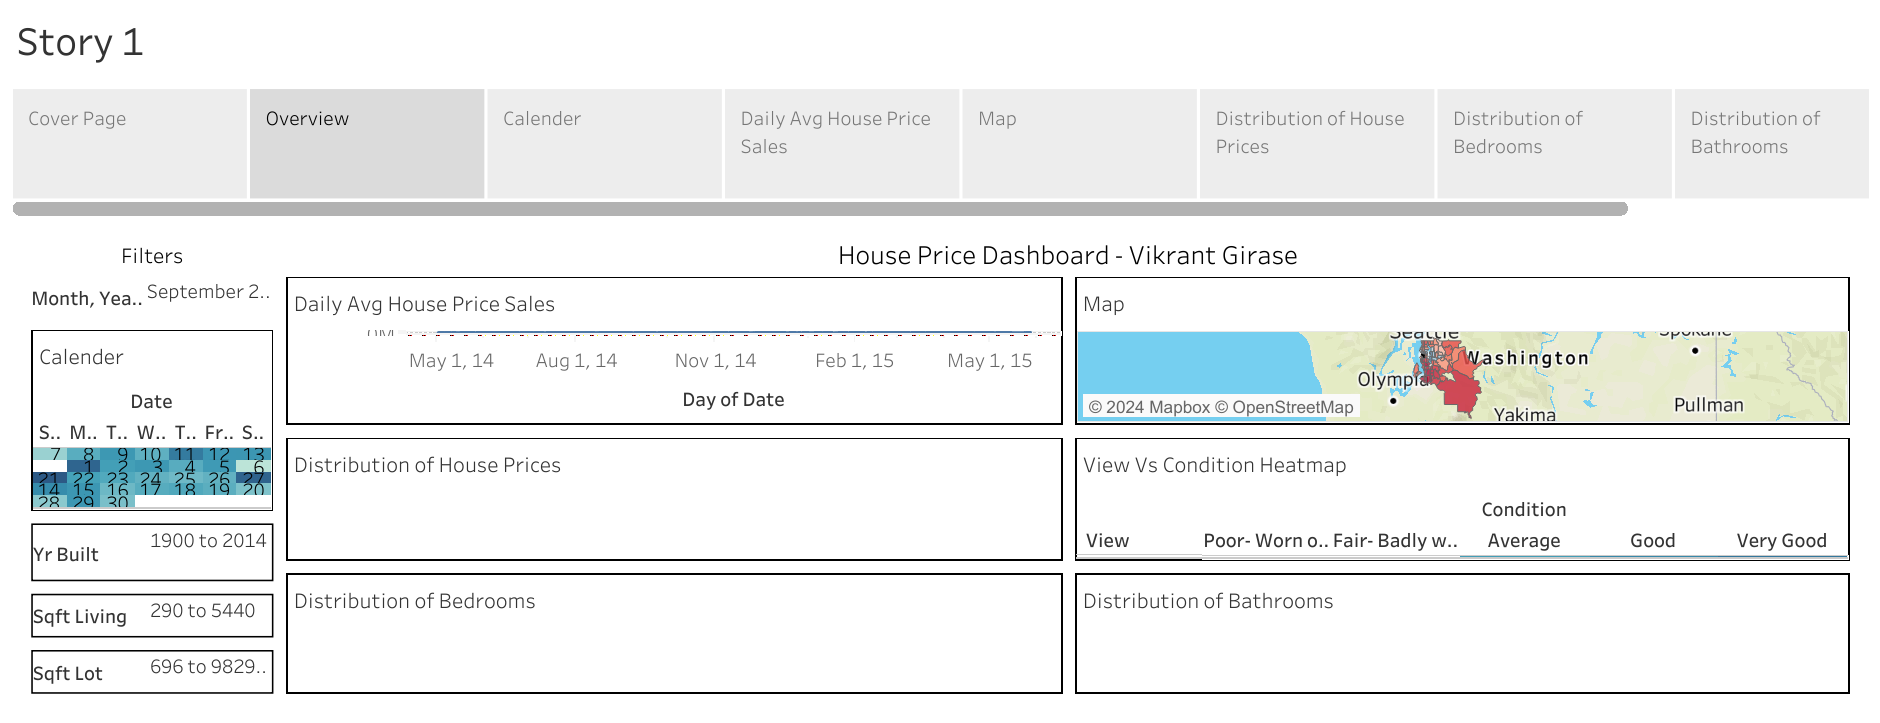 Story 1
Cover Page
Overview
Calender
Daily Avg House Price
Sales
Map
Distribution of House
Prices
Distribution of
Bedrooms
Distribution of
Bathrooms
Filters
House Price Dashboard - Vikrant Girase
Month, Yea.. September 2..
Calender
Date
S.. M.. T.. W.. T.. Fr.. S..
7 8 9 10 11 12 13
1 2 3 4 5 6
21 22 23 24 25 26 27
14 15 16 17 18 19 20
28 29 30
Yr Built 1900 to 2014
Sqft Living 290 to 5440
Sqft Lot 696 to 9829..
Daily Avg House Price Sales
0M
May 1, 14 Aug 1, 14 Nov 1, 14 Feb 1, 15 May 1, 15
Day of Date
Map
Seattle
Spokane
Washington
Olympia
Yakima
Pullman
© 2024 Mapbox © OpenStreetMap
Distribution of House Prices
View Vs Condition Heatmap
Condition
View Poor- Worn o.. Fair- Badly w.. Average Good Very Good
Distribution of Bedrooms
Distribution of Bathrooms